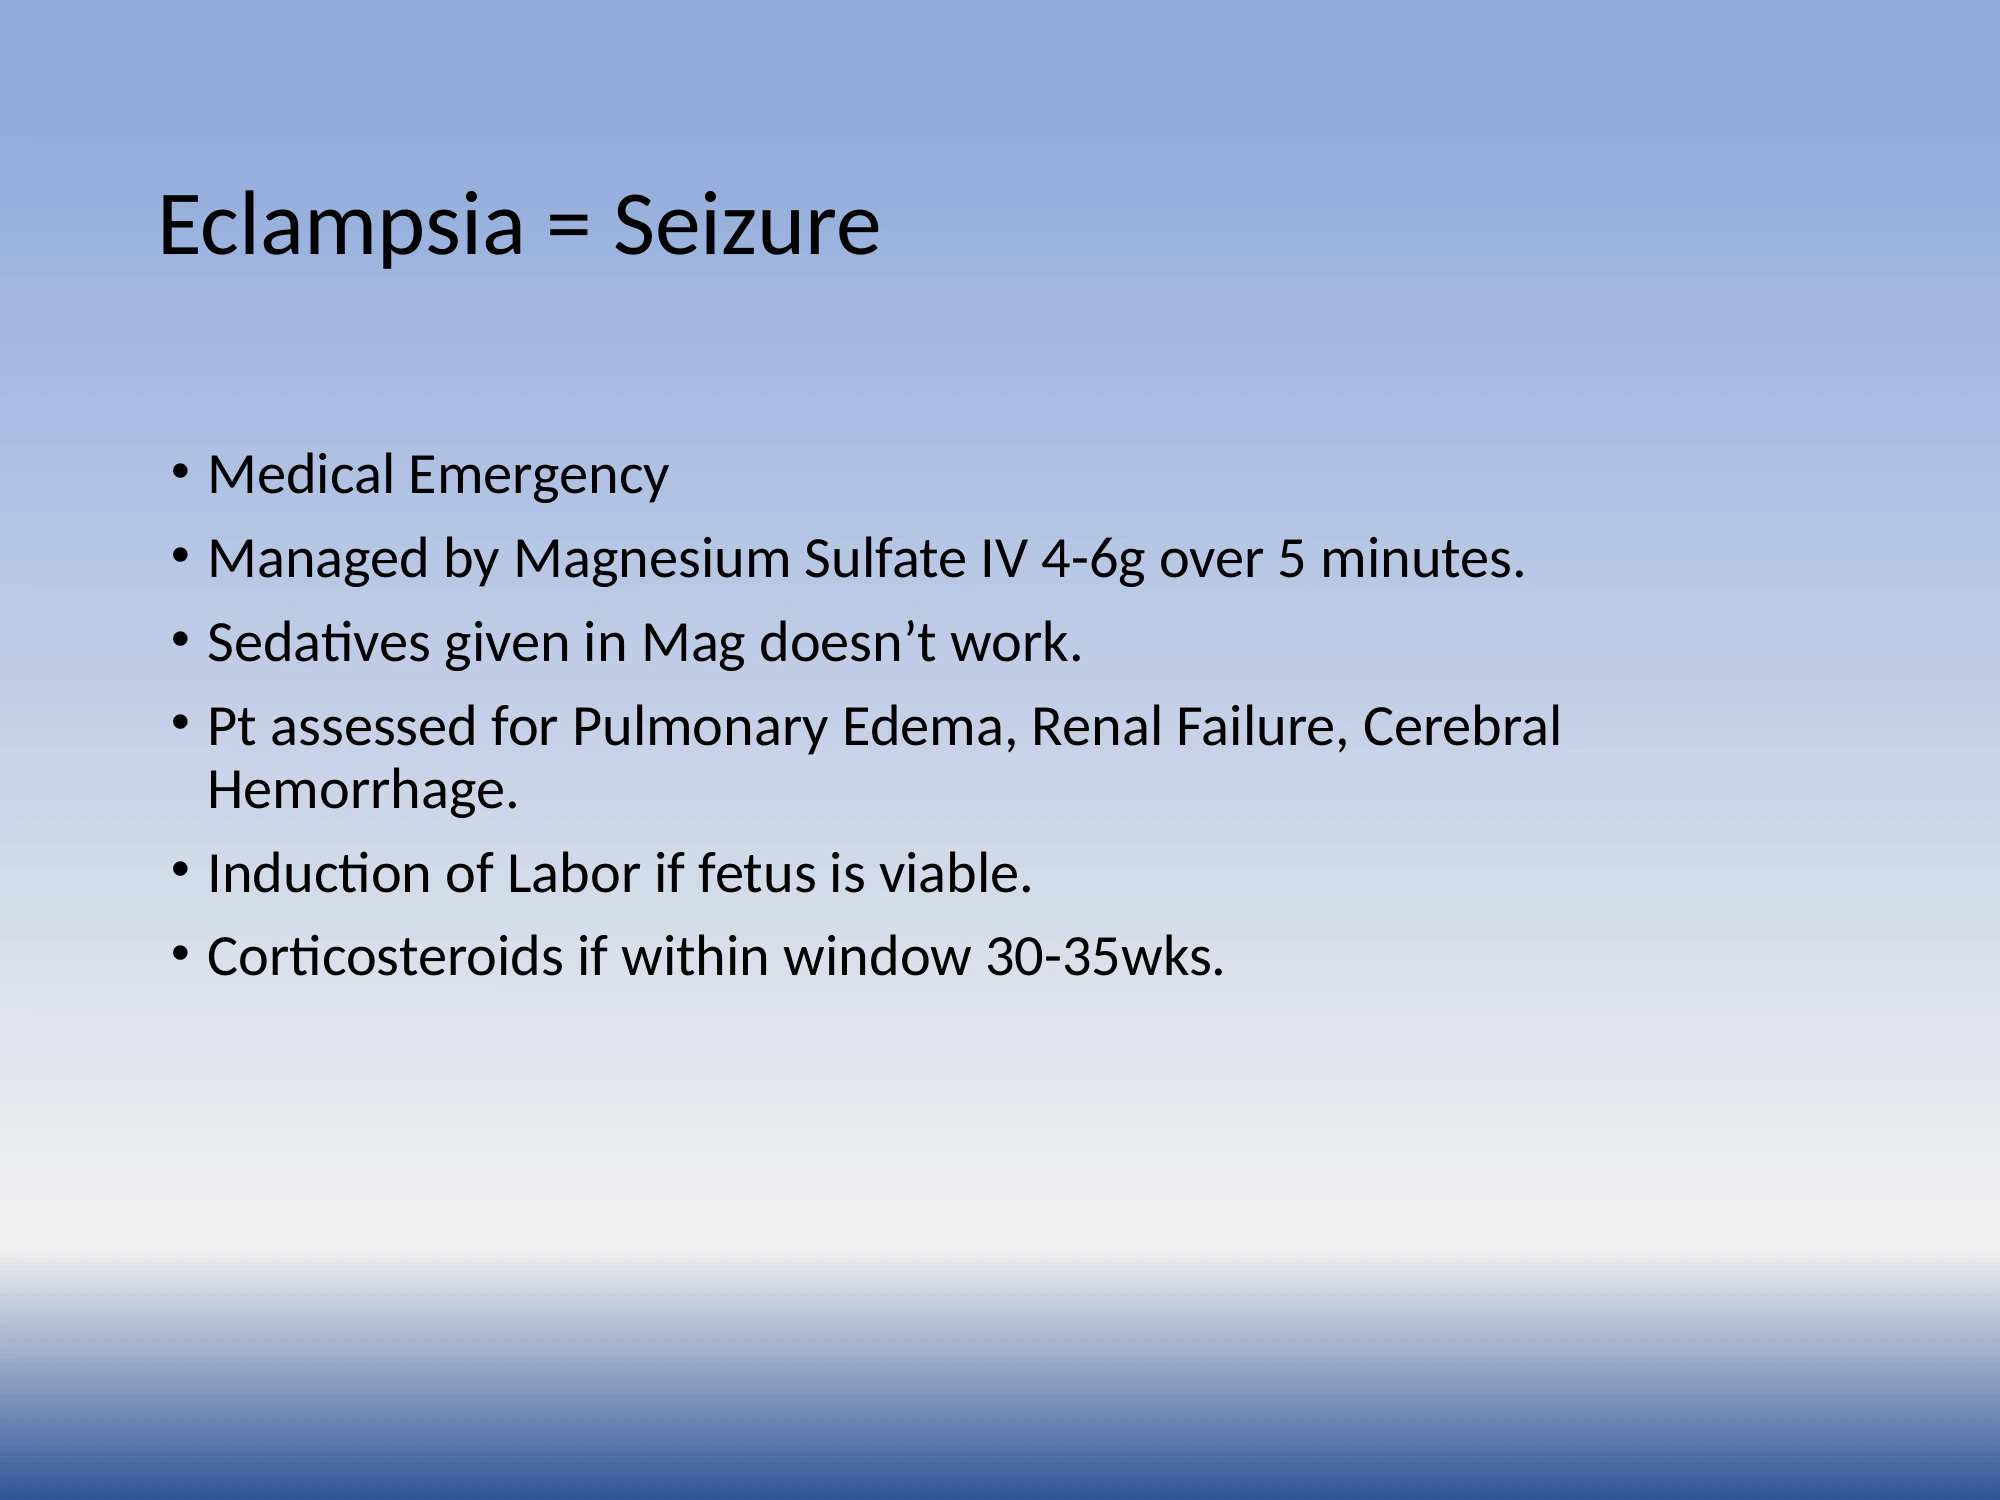 Eclampsia = Seizure
• Medical Emergency
• Managed by Magnesium Sulfate IV 4-6g over 5 minutes.
• Sedatives given in Mag doesn’t work.
• Pt assessed for Pulmonary Edema, Renal Failure, Cerebral
Hemorrhage.
• Induction of Labor if fetus is viable.
• Corticosteroids if within window 30-35wks.